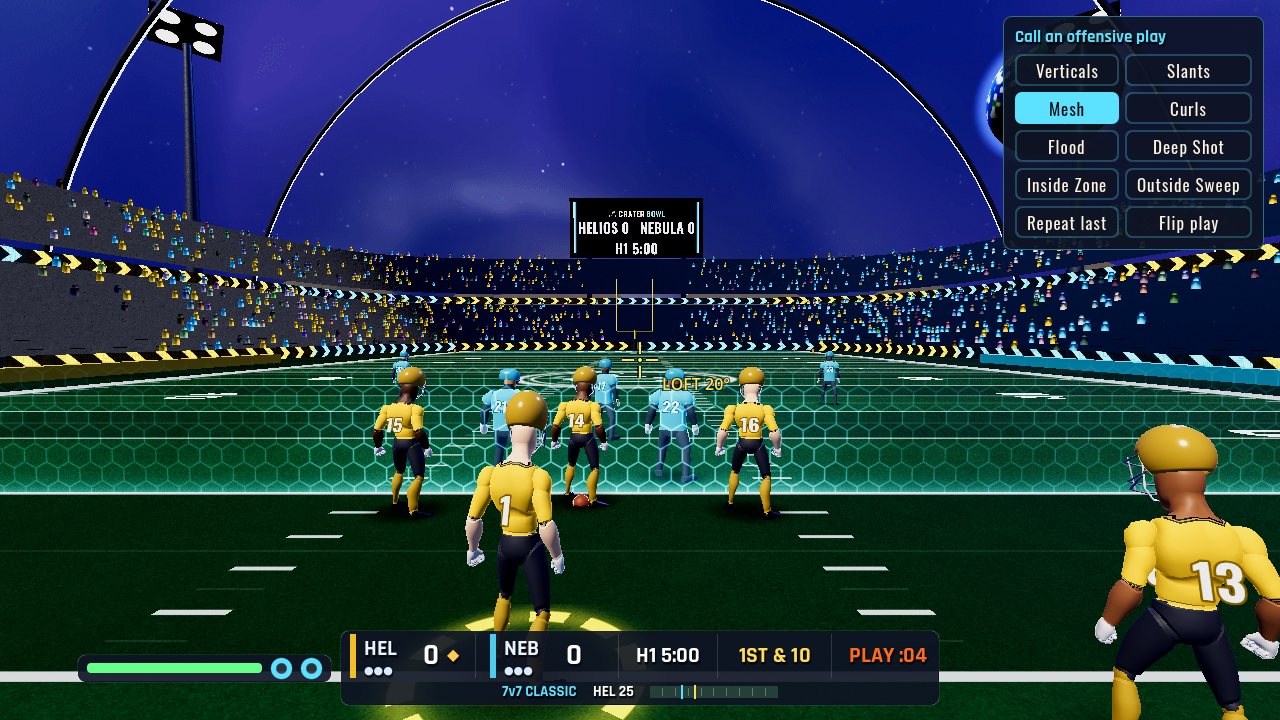 Call an offensive play
Verticals
Slants
Mesh
Curls
Flood
Deep Shot
Inside Zone
Outside Sweep
Repeat last
Flip play
CRATER BOWL
HELIOS 0 NEBULA 0
H1 5:00
LOFT 20°
15
21
14
22
16
1
13
HEL 0
NEB 0
H1 5:00
1ST & 10
PLAY :04
7v7 CLASSIC
HEL 25